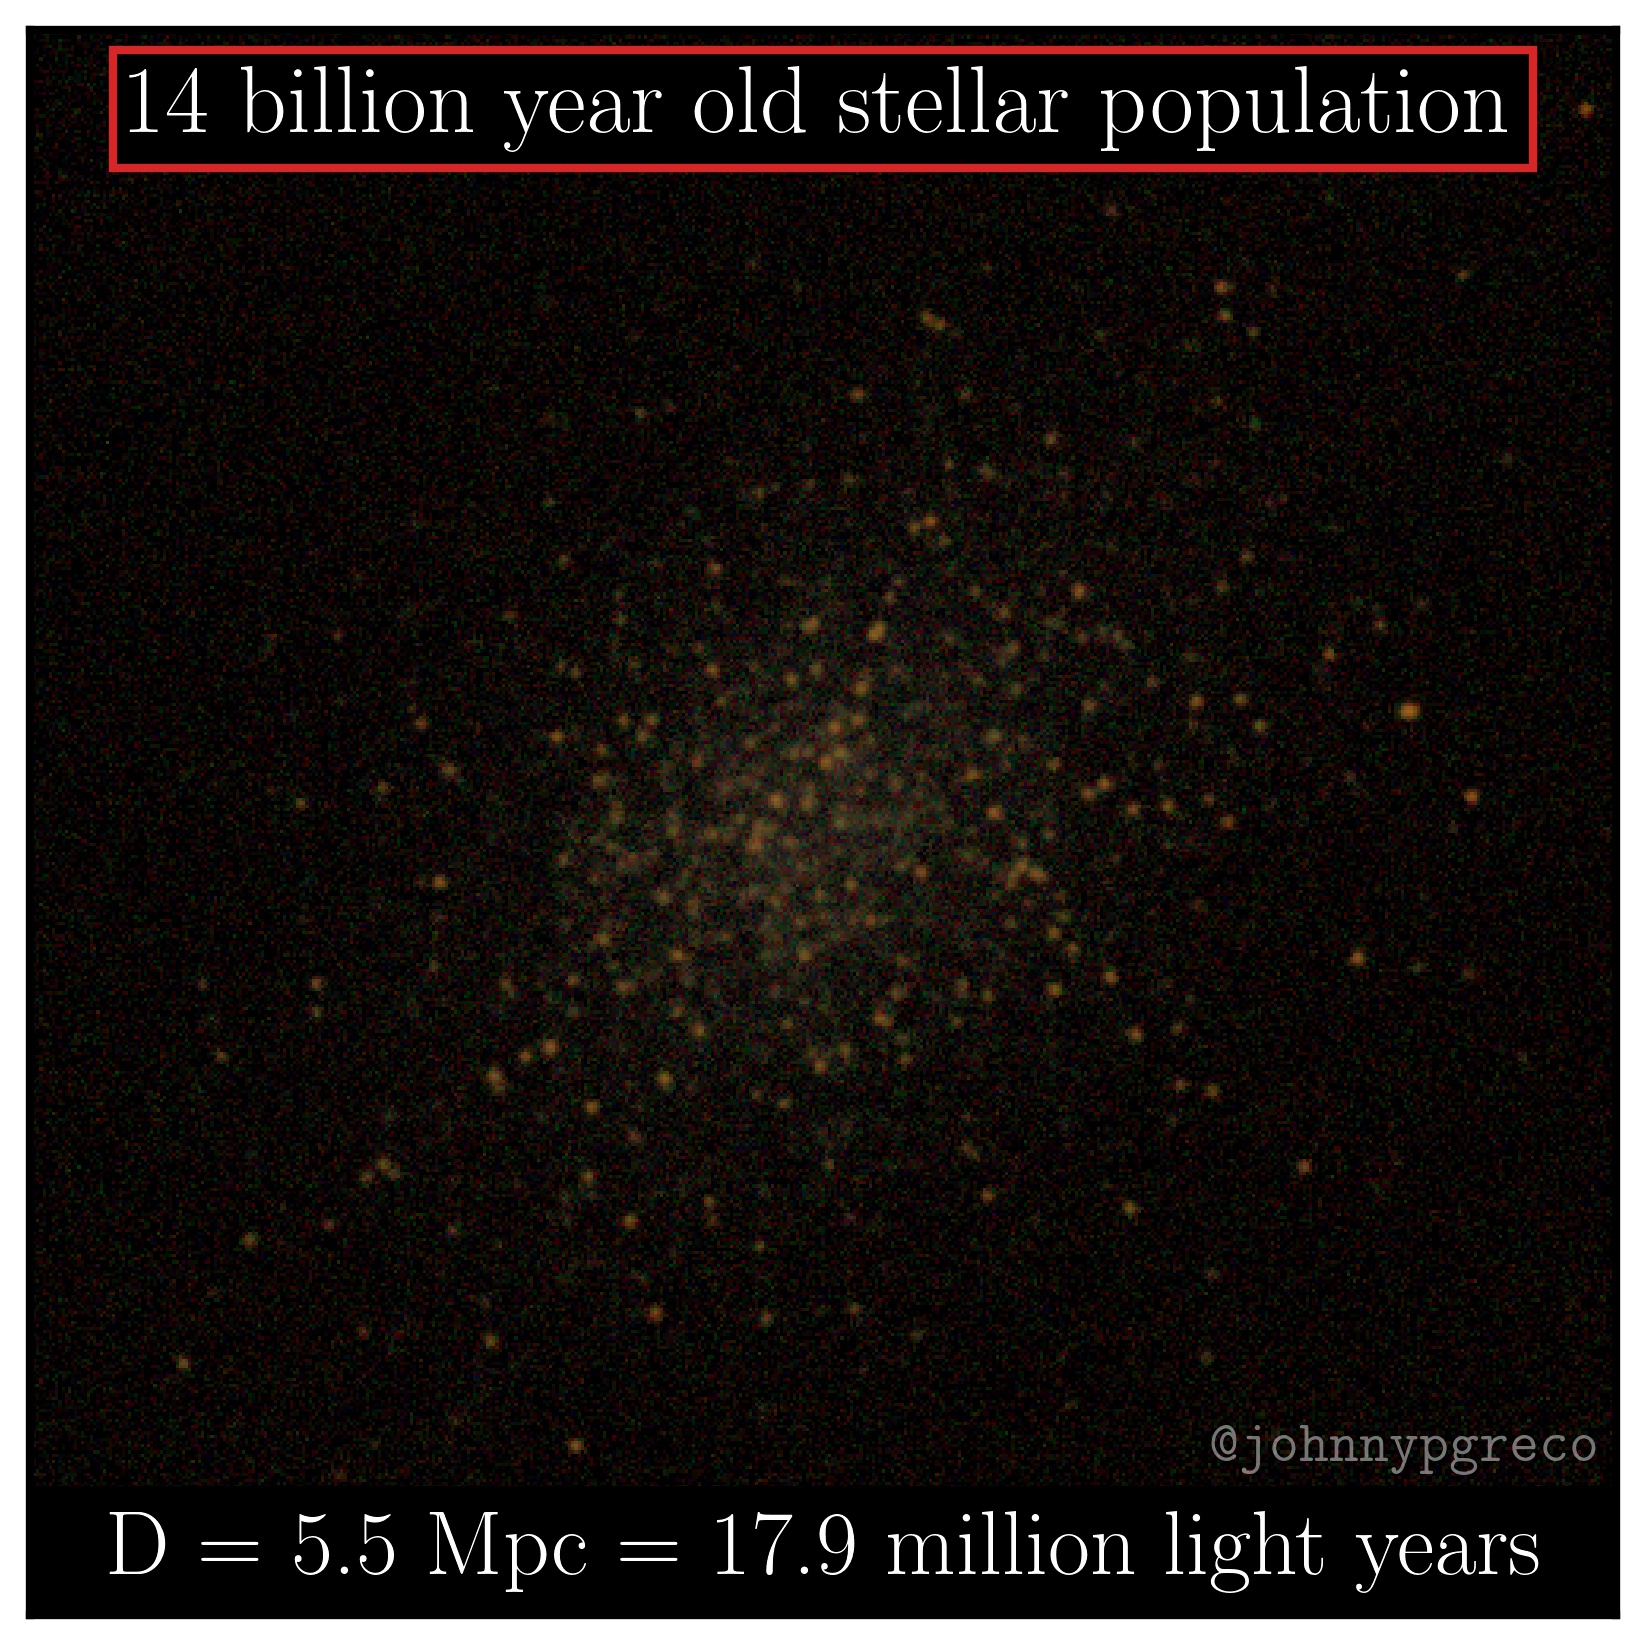 14 billion year old stellar population
@johnnypgreco
D = 5.5 Mpc = 17.9 million light years